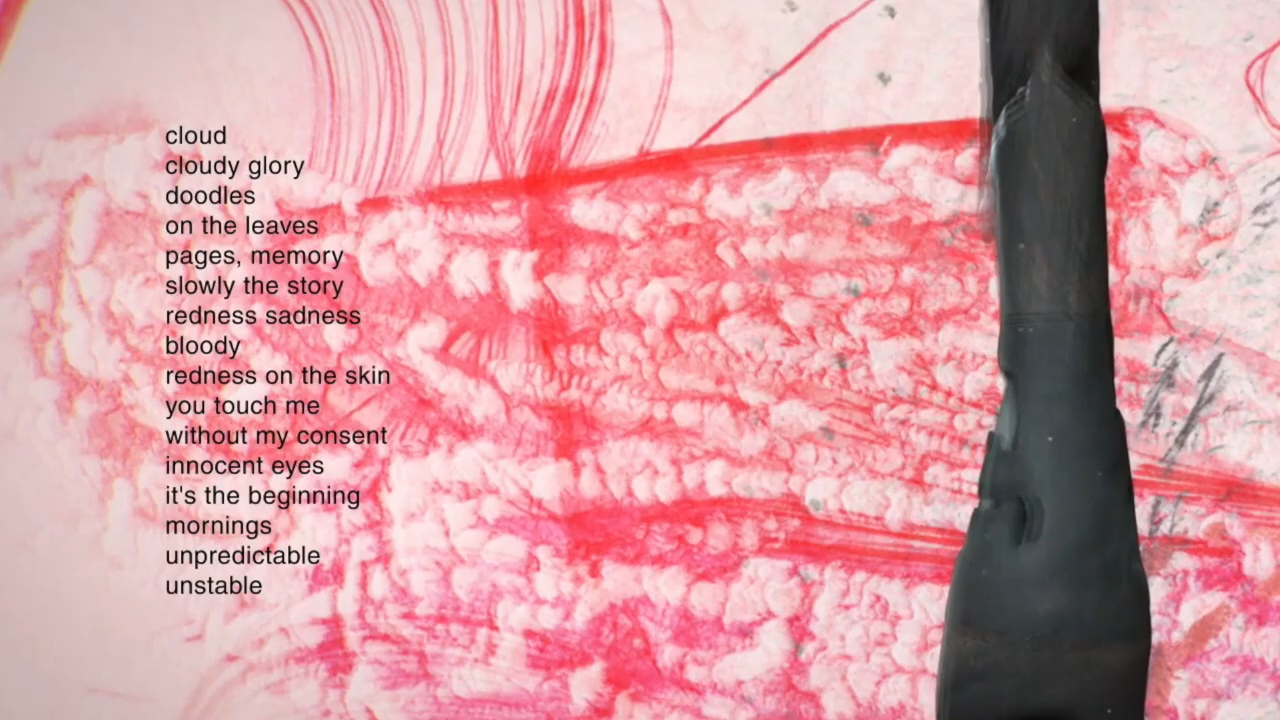 cloud
cloudy glory
doodles
on the leaves
pages, memory
slowly the story
redness sadness
bloody
redness on the skin
you touch me
without my consent
innocent eyes
it's the beginning
mornings
unpredictable
unstable